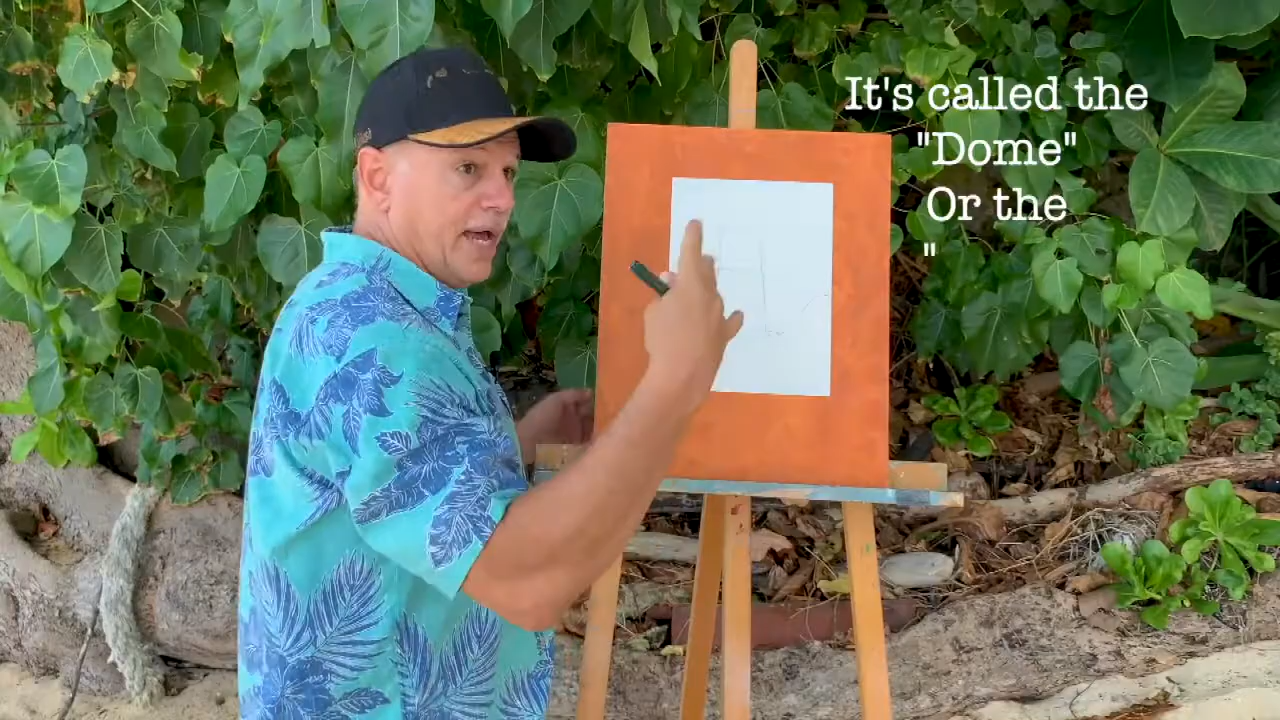 It's called the
"Dome"
Or the
"